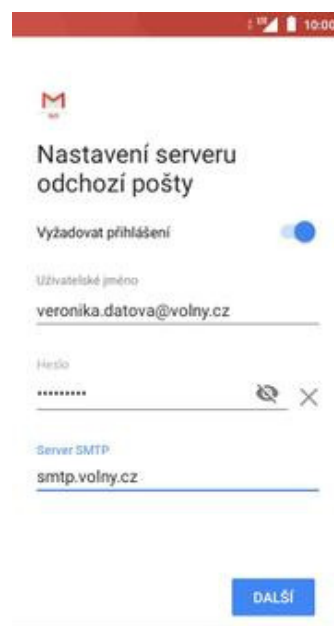 10:00
Nastavení serveru
odchozí pošty
Vyžadovat přihlášení
Uživatelské jméno
veronika.datova@volny.cz
Heslo
•••••••••
Server SMTP
smtp.volny.cz
DALŠÍ